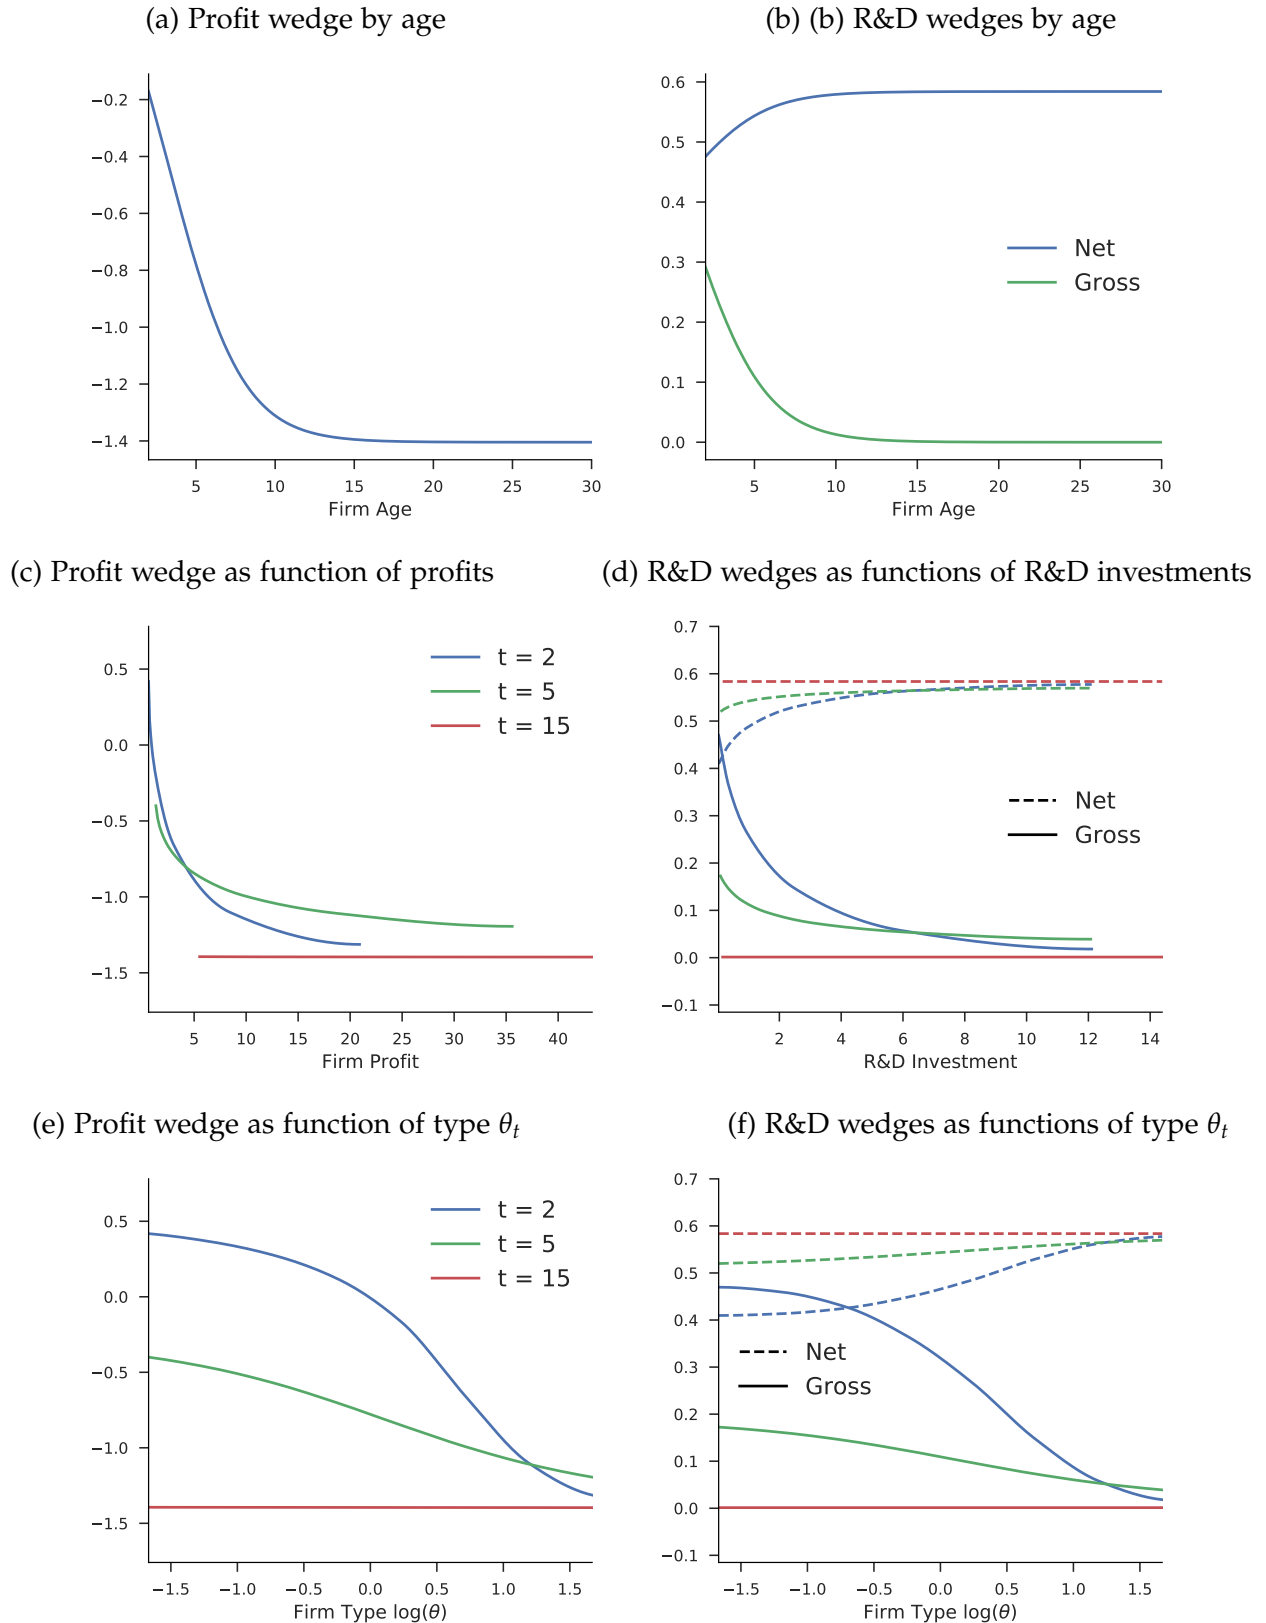 (a) Profit wedge by age
−0.2
−0.4
−0.6
−0.8
−1.0
−1.2
−1.4
5 10 15 20 25 30
Firm Age
(b) (b) R&D wedges by age
0.6
0.5
0.4
0.3
0.2
0.1
0.0
Net
Gross
5 10 15 20 25 30
Firm Age
(c) Profit wedge as function of profits
0.5
0.0
−0.5
−1.0
−1.5
t = 2
t = 5
t = 15
5 10 15 20 25 30 35 40
Firm Profit
(d) R&D wedges as functions of R&D investments
0.7
0.6
0.5
0.4
0.3
0.2
0.1
0.0
−0.1
Net
Gross
2 4 6 8 10 12 14
R&D Investment
(e) Profit wedge as function of type θₜ
0.5
0.0
−0.5
−1.0
−1.5
t = 2
t = 5
t = 15
−1.5 −1.0 −0.5 0.0 0.5 1.0 1.5
Firm Type log(θ)
(f) R&D wedges as functions of type θₜ
0.7
0.6
0.5
0.4
0.3
0.2
0.1
0.0
−0.1
Net
Gross
−1.5 −1.0 −0.5 0.0 0.5 1.0 1.5
Firm Type log(θ)